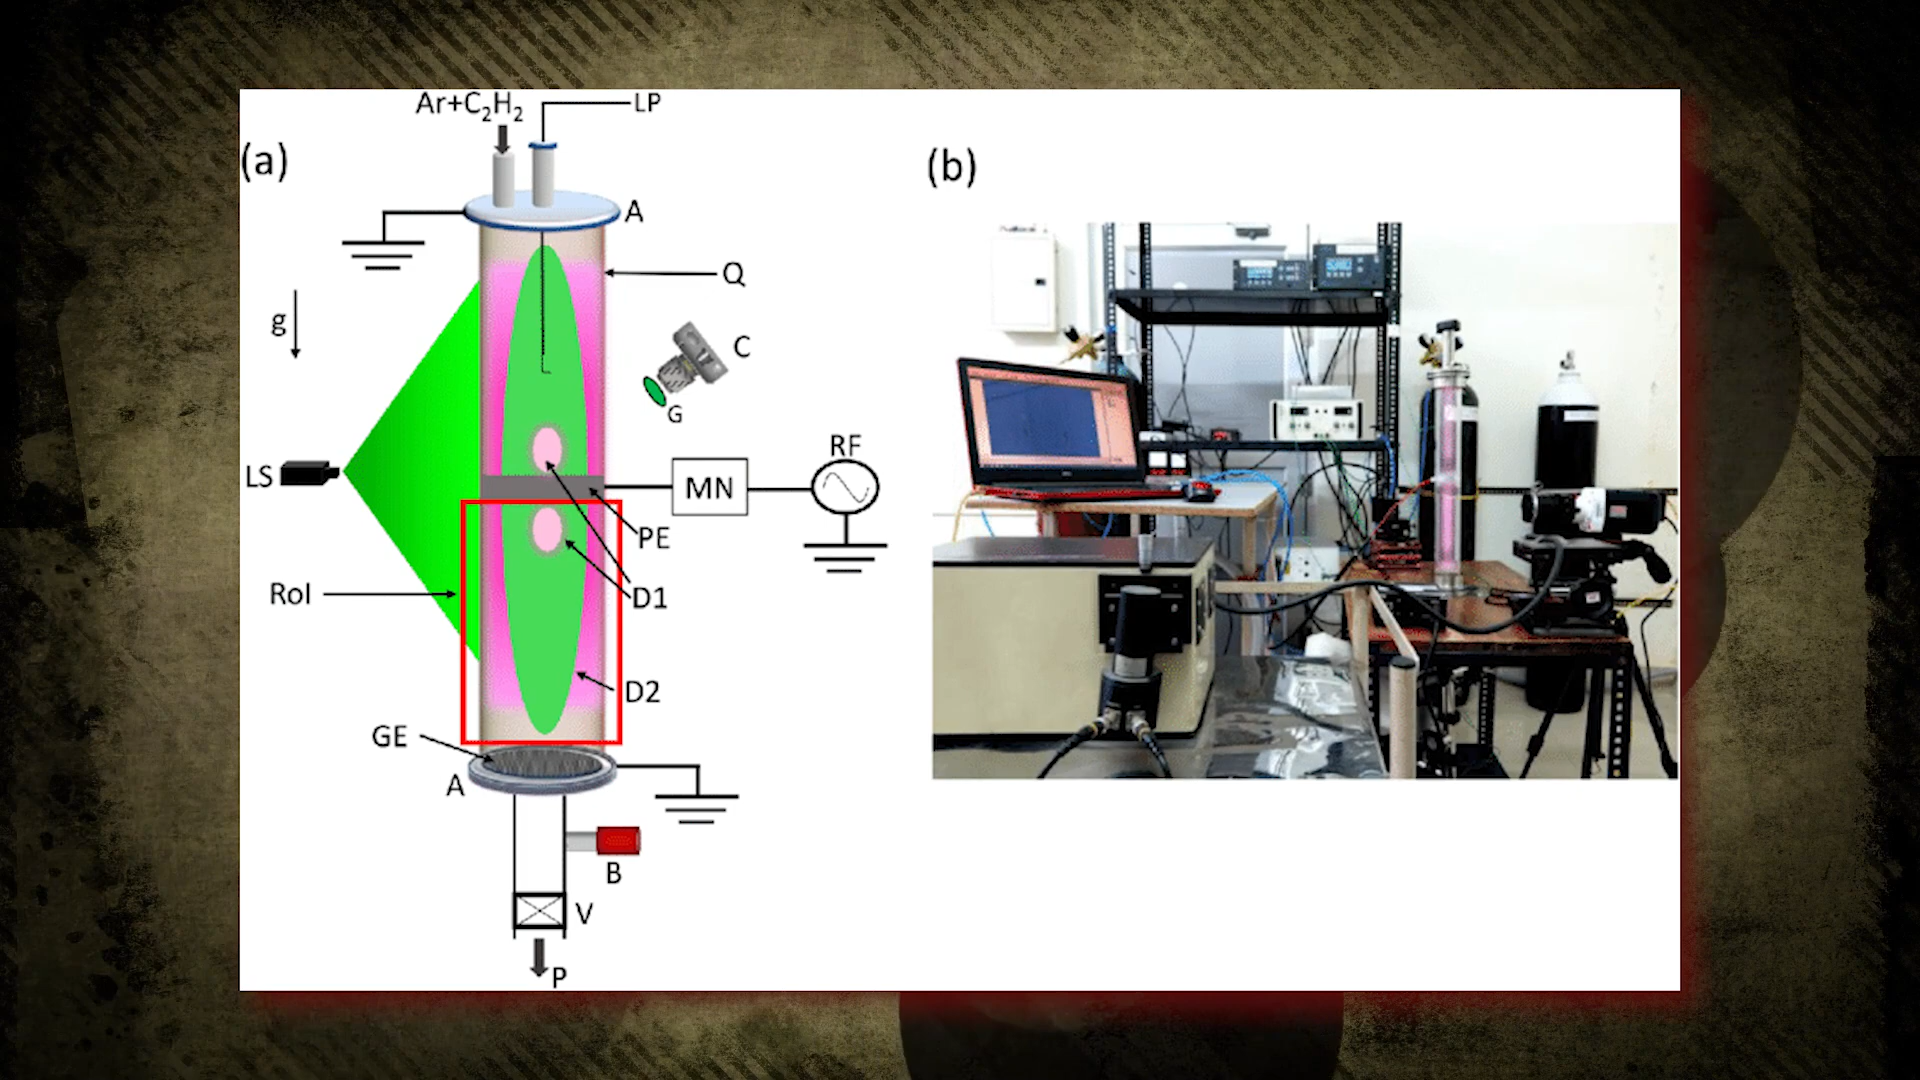 Ar+C₂H₂
LP
(a)
(b)
A
Q
g
C
G
LS
RF
MN
PE
RoI
D1
D2
GE
A
B
V
P